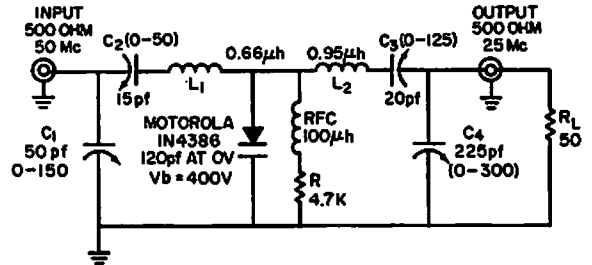 INPUT
500 OHM
50 Mc
C2(0-50)
15pf
L1
0.66µh
0.95µh
L2
C3(0-125)
20pf
OUTPUT
500 OHM
25 Mc
C1
50 pf
0-150
MOTOROLA
IN4386
120pf AT 0V
Vb=400V
RFC
100µh
R
4.7K
C4
225pf
(0-300)
RL
50